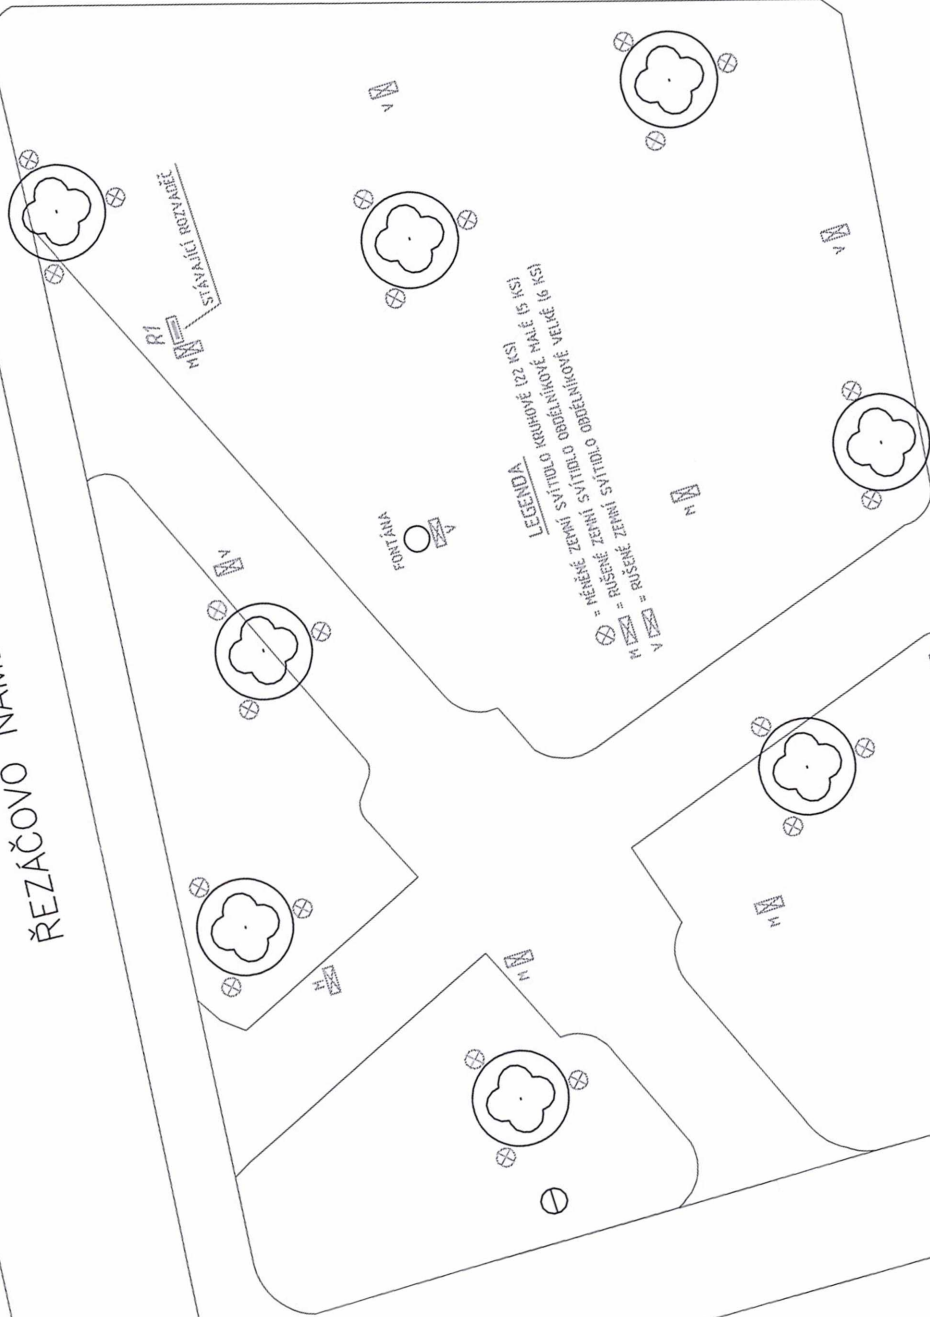 V
V
STÁVAJÍCÍ ROZVADĚČ
R1
M
LEGENDA
= MĚNĚNÉ ZEMNÍ SVÍTIDLO KRUHOVÉ (22 KS)
M = RUŠENÉ ZEMNÍ SVÍTIDLO OBDÉLNÍKOVÉ MALÉ (5 KS)
V = RUŠENÉ ZEMNÍ SVÍTIDLO OBDÉLNÍKOVÉ VELKÉ (6 KS)
M
FONTÁNA
V
V
ŘEZÁČOVO
M
M
M